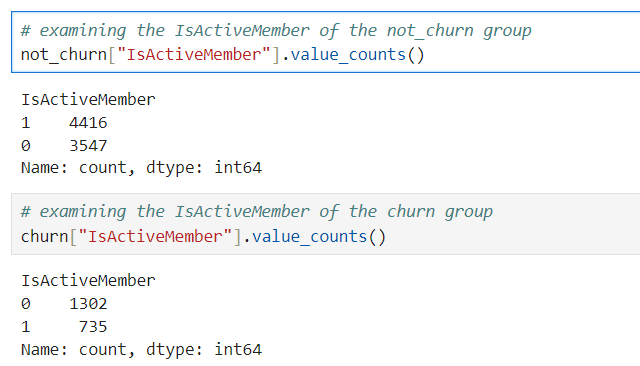 # examining the IsActiveMember of the not_churn group
not_churn["IsActiveMember"].value_counts()
IsActiveMember
1    4416
0    3547
Name: count, dtype: int64
# examining the IsActiveMember of the churn group
churn["IsActiveMember"].value_counts()
IsActiveMember
0    1302
1     735
Name: count, dtype: int64